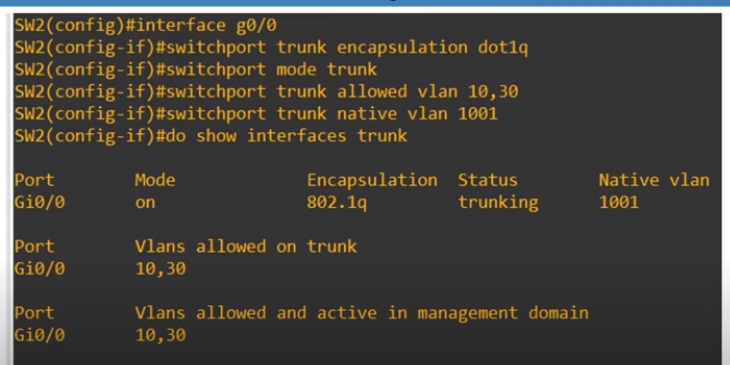 SW2(config)#interface g0/0
SW2(config-if)#switchport trunk encapsulation dot1q
SW2(config-if)#switchport mode trunk
SW2(config-if)#switchport trunk allowed vlan 10,30
SW2(config-if)#switchport trunk native vlan 1001
SW2(config-if)#do show interfaces trunk
Port Mode Encapsulation Status Native vlan
Gi0/0 on 802.1q trunking 1001
Port Vlans allowed on trunk
Gi0/0 10,30
Port Vlans allowed and active in management domain
Gi0/0 10,30